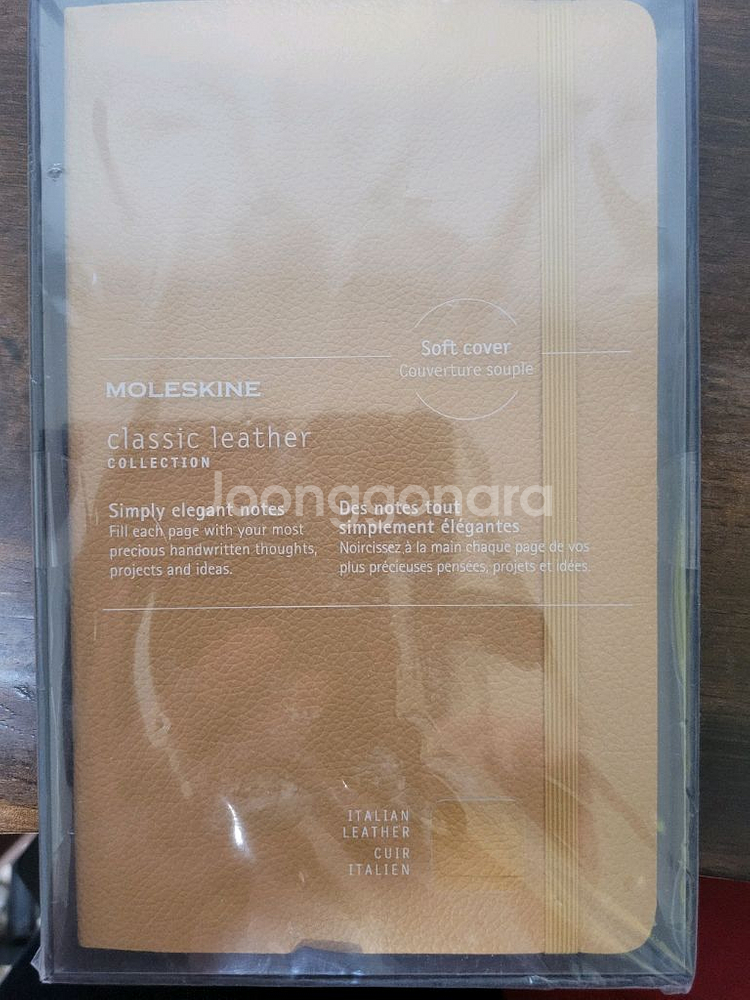 Soft cover
Couverture souple
MOLESKINE
classic leather
COLLECTION
Joonggonara
Simply elegant notes
Fill each page with your most
precious handwritten thoughts,
projects and ideas.
Des notes tout
simplement élégantes
Noircissez à la main chaque page de vos
plus précieuses pensées, projets et idées.
ITALIAN
LEATHER
CUIR
ITALIEN